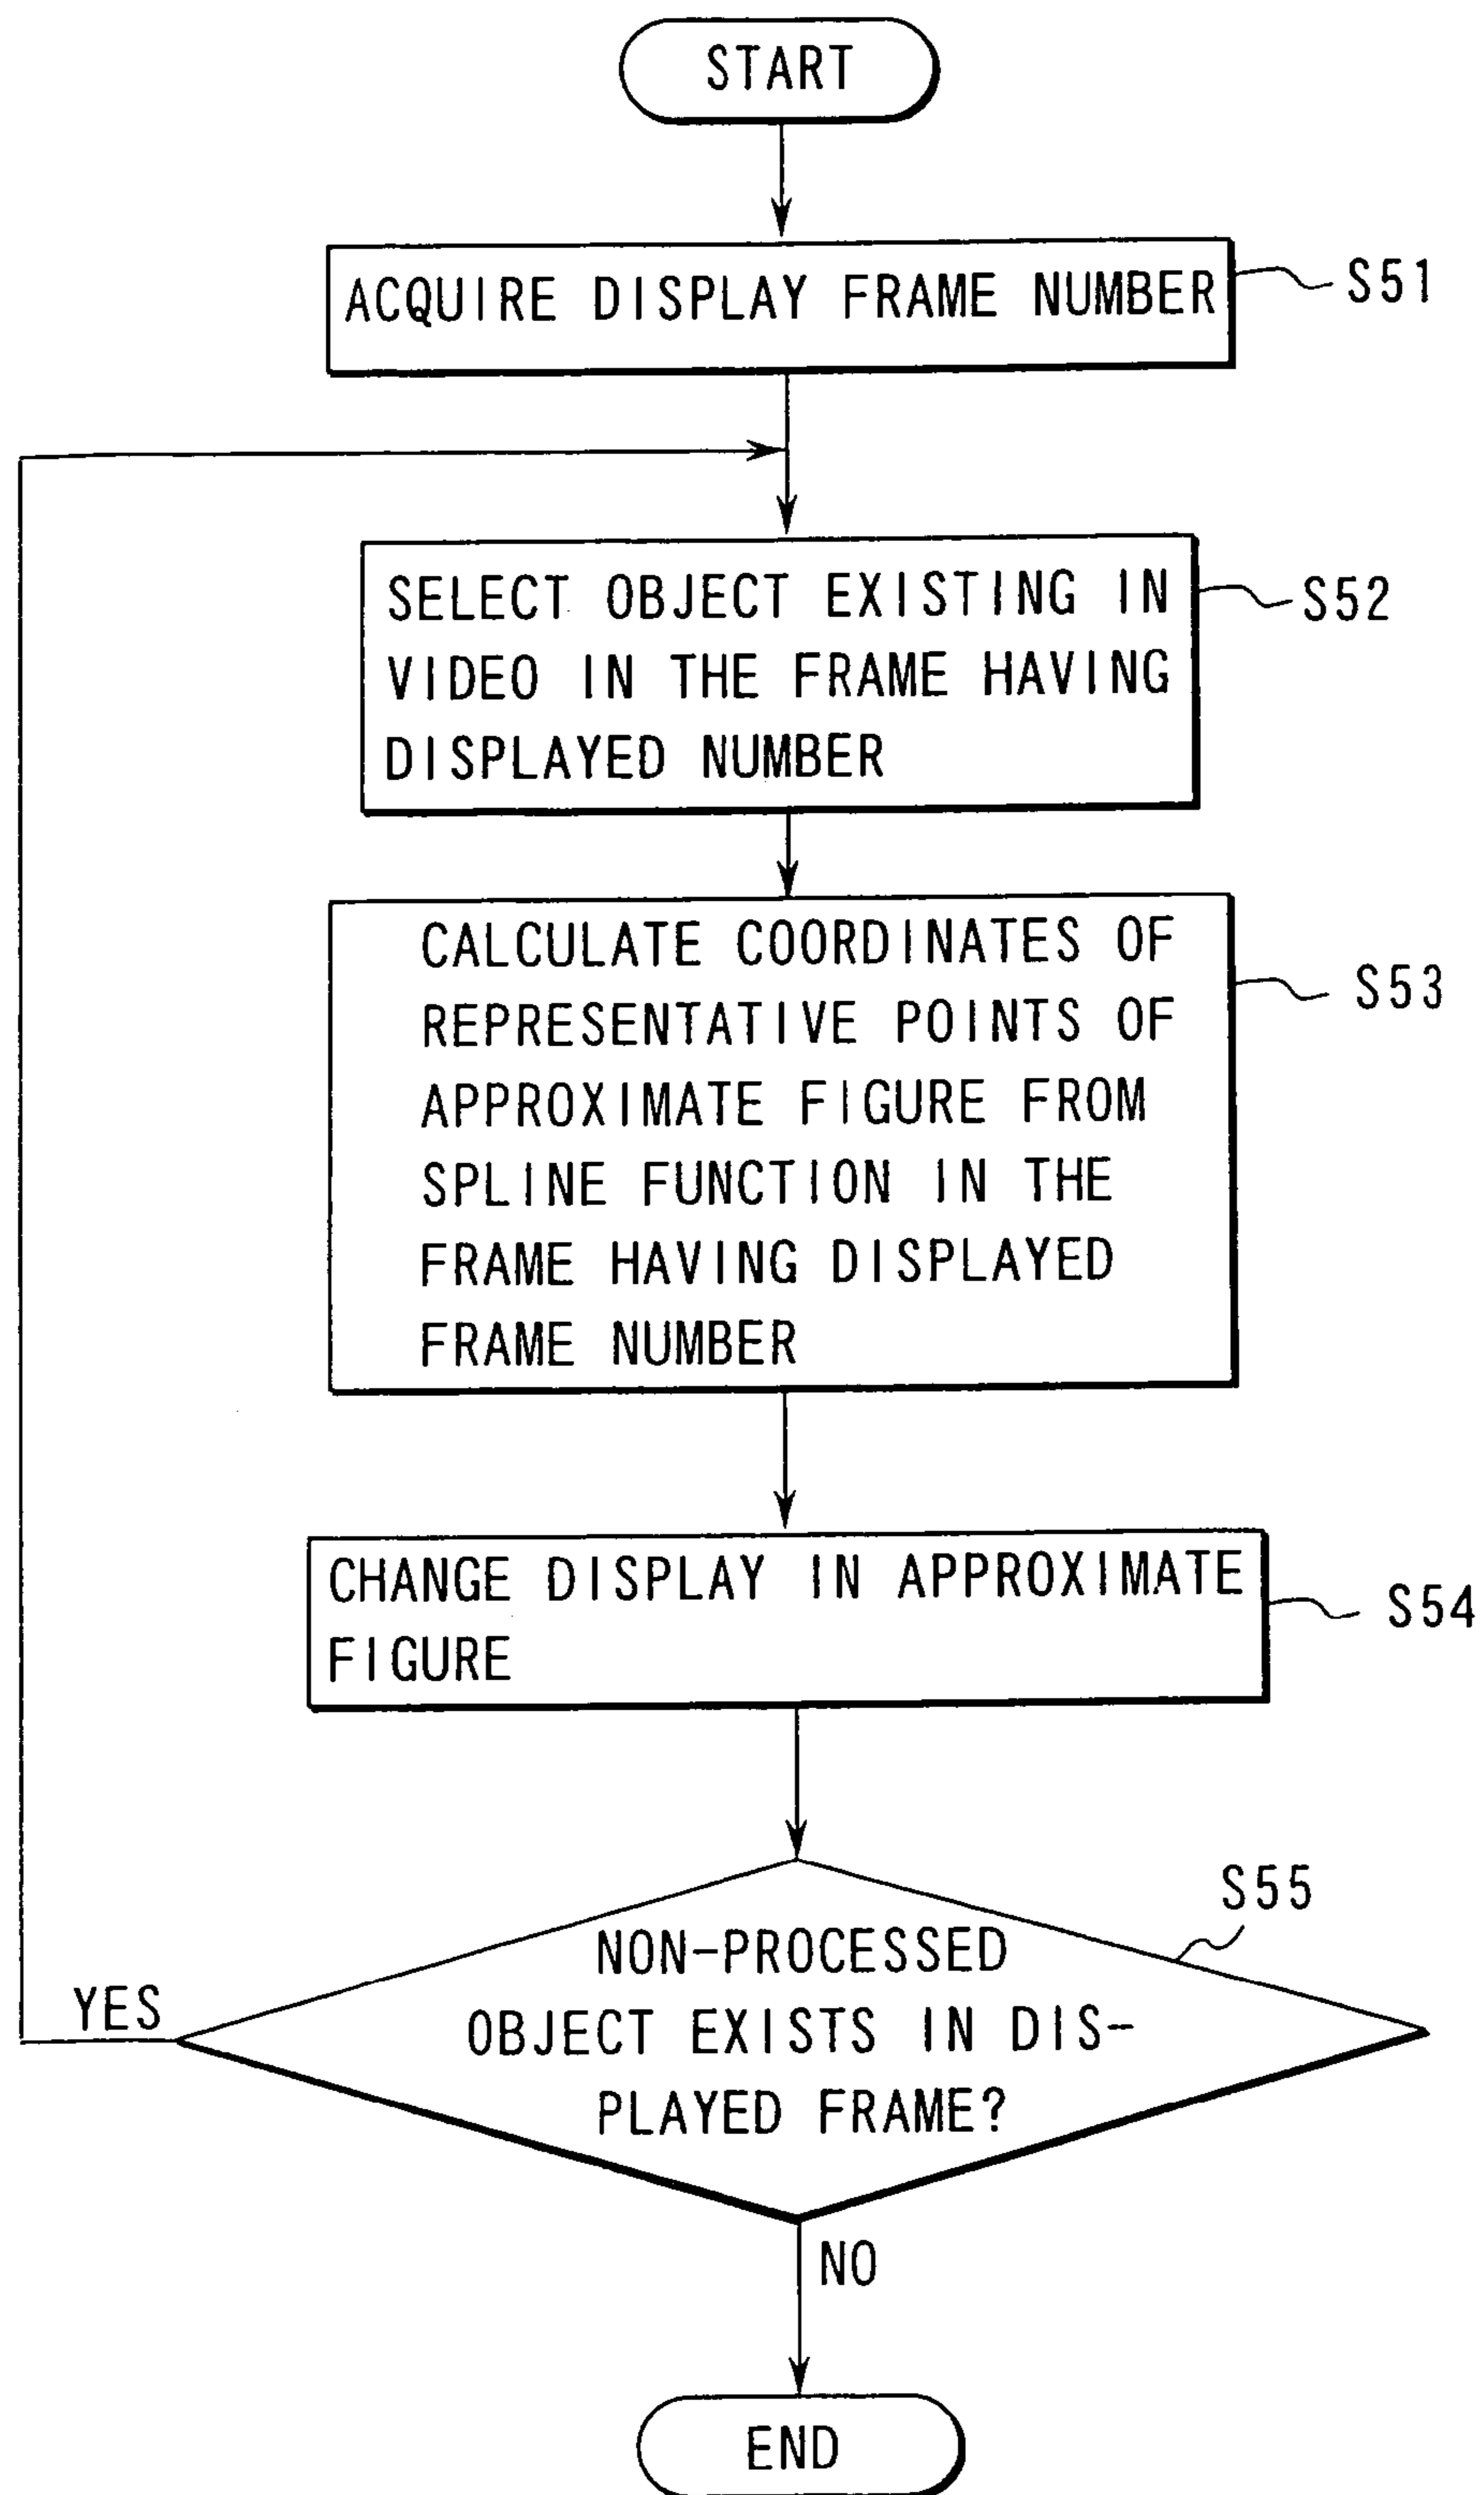 START
ACQUIRE DISPLAY FRAME NUMBER
S51
SELECT OBJECT EXISTING IN
VIDEO IN THE FRAME HAVING
DISPLAYED NUMBER
S52
CALCULATE COORDINATES OF
REPRESENTATIVE POINTS OF
APPROXIMATE FIGURE FROM
SPLINE FUNCTION IN THE
FRAME HAVING DISPLAYED
FRAME NUMBER
S53
CHANGE DISPLAY IN APPROXIMATE
FIGURE
S54
S55
NON-PROCESSED
OBJECT EXISTS IN DIS-
PLAYED FRAME?
YES
NO
END